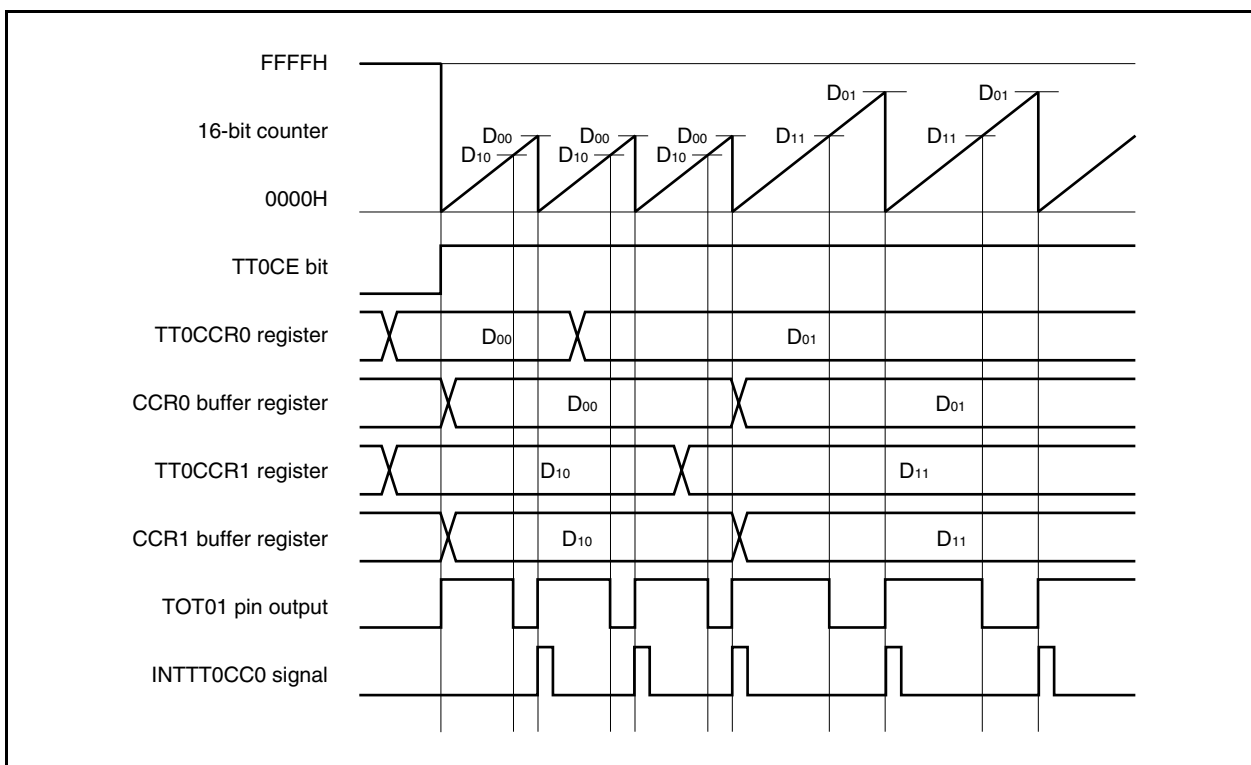 FFFFH
D01 D01
16-bit counter
D00 D00 D00 D11 D11
D10 D10 D10
0000H
TT0CE bit
TT0CCR0 register
D00 D01
CCR0 buffer register
D00 D01
TT0CCR1 register
D10 D11
CCR1 buffer register
D10 D11
TOT01 pin output
INTTT0CC0 signal